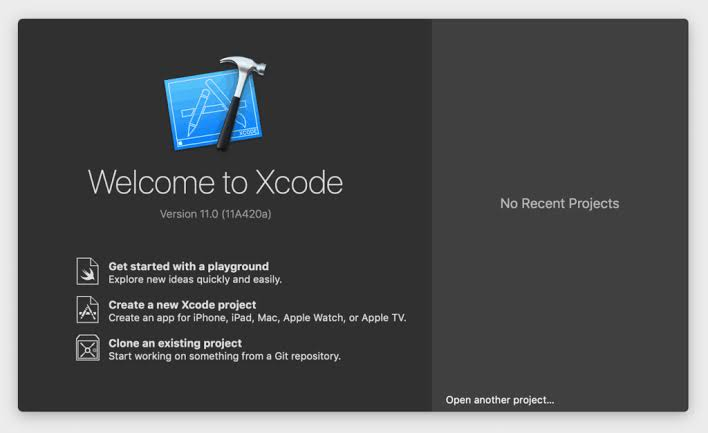 XCODE
Welcome to Xcode
Version 11.0 (11A420a)
No Recent Projects
Get started with a playground
Explore new ideas quickly and easily.
Create a new Xcode project
Create an app for iPhone, iPad, Mac, Apple Watch, or Apple TV.
Clone an existing project
Start working on something from a Git repository.
Open another project...